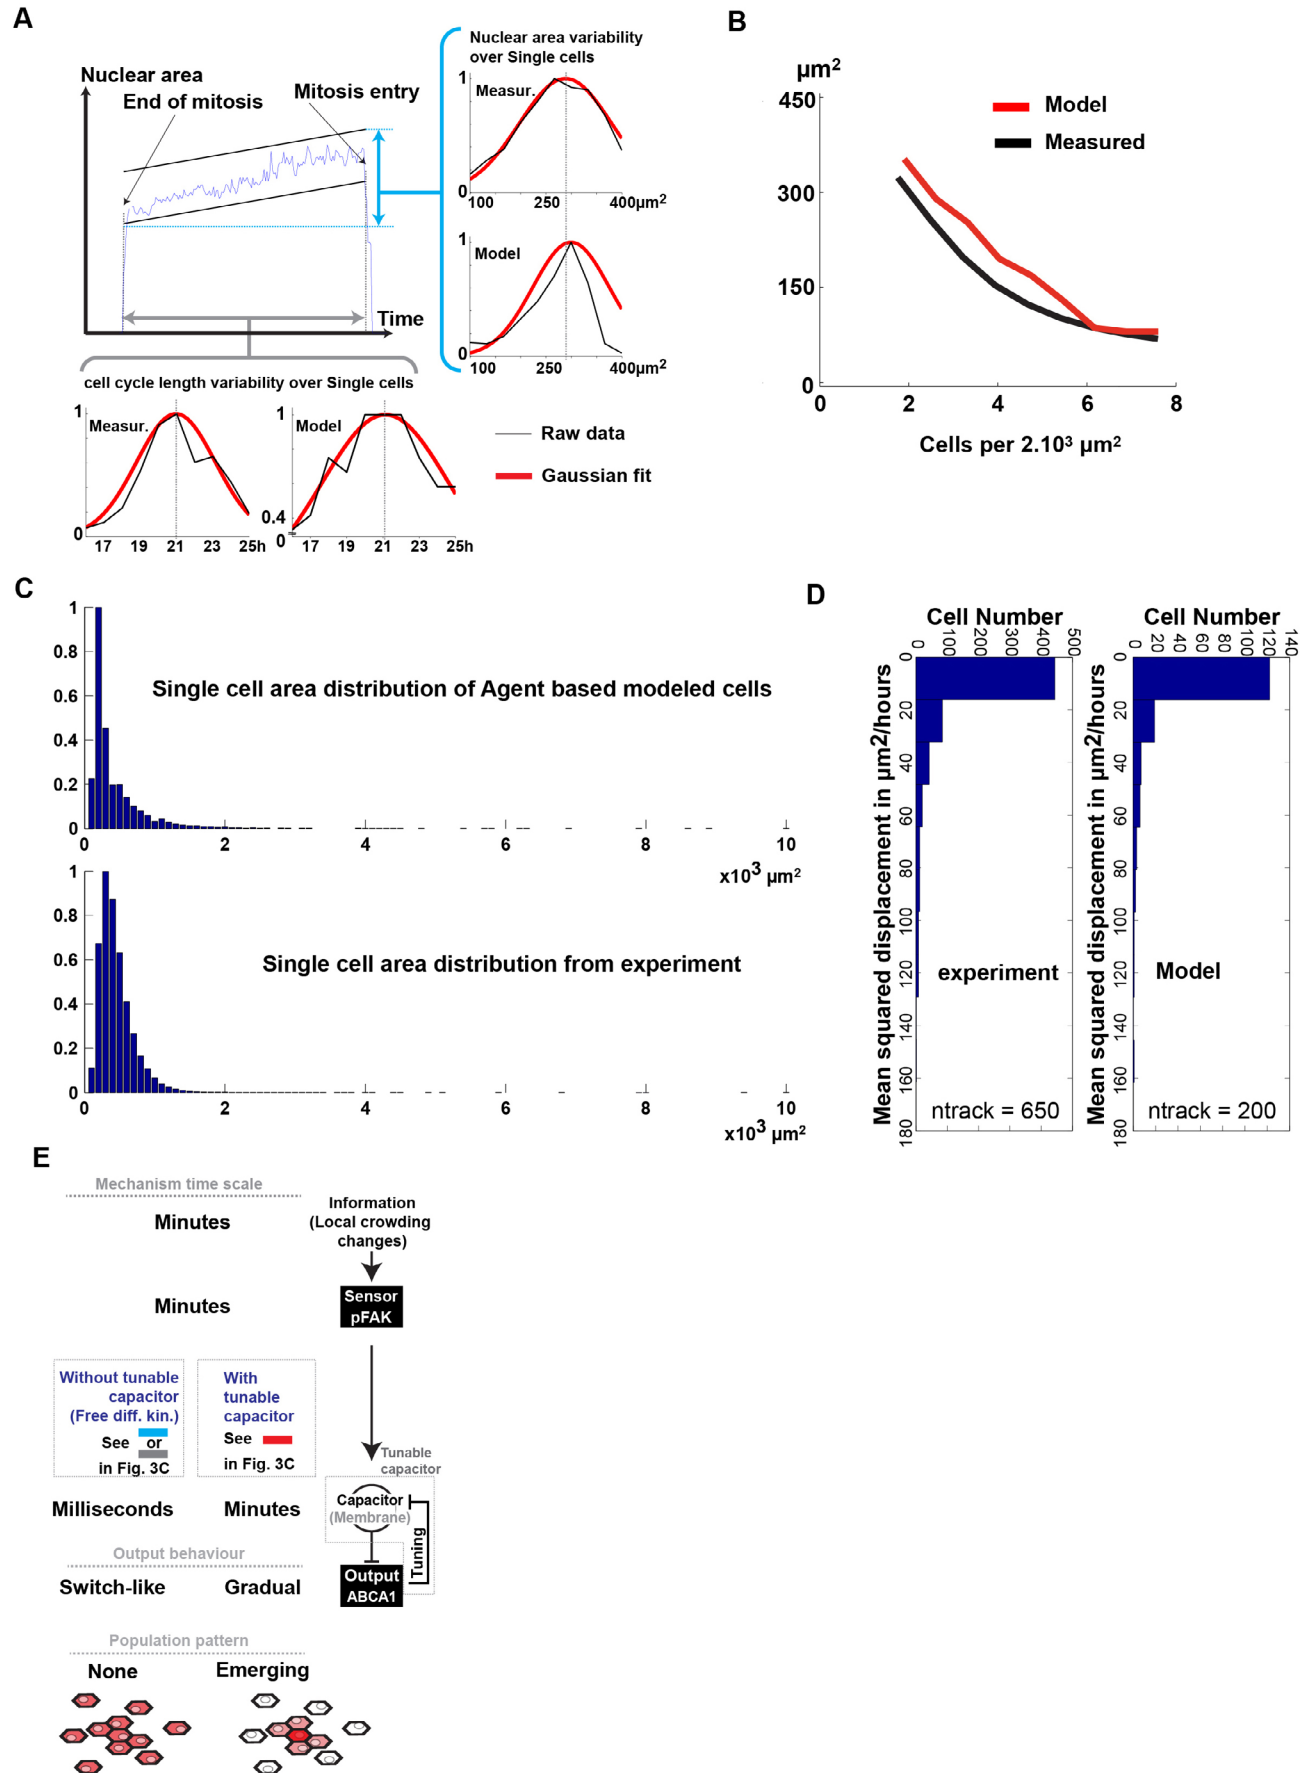 A
Nuclear area
End of mitosis
Mitosis entry
Time
Nuclear area variability
over Single cells
1
Measur.
0
100
250
400µm²
1
Model
0
100
250
400µm²
cell cycle length variability over Single cells
1
Measur.
0
17
19
21
23
25h
1
Model
0.4
0
17
19
21
23
25h
Raw data
Gaussian fit
B
µm²
450
300
150
0
0
2
4
6
8
Model
Measured
Cells per 2.10³ µm²
C
1
0.8
0.6
0.4
0.2
0
Single cell area distribution of Agent based modeled cells
0
2
4
6
8
10
x10³ µm²
1
0.8
0.6
0.4
0.2
0
Single cell area distribution from experiment
0
2
4
6
8
10
x10³ µm²
D
Cell Number
0
100
200
300
400
500
Mean squared displacement in µm2/hours
0
20
40
60
80
100
120
140
160
180
experiment
ntrack = 650
Cell Number
0
20
40
60
80
100
120
140
Mean squared displacement in µm2/hours
0
20
40
60
80
100
120
140
160
180
Model
ntrack = 200
E
Mechanism time scale
Minutes
Information
(Local crowding
changes)
Minutes
Sensor
pFAK
Without tunable
capacitor
(Free diff. kin.)
See or
in Fig. 3C
With
tunable
capacitor
See
in Fig. 3C
Tunable
capacitor
Milliseconds
Minutes
Capacitor
(Membrane)
Tuning
Output behaviour
Switch-like
Gradual
Output
ABCA1
Population pattern
None
Emerging